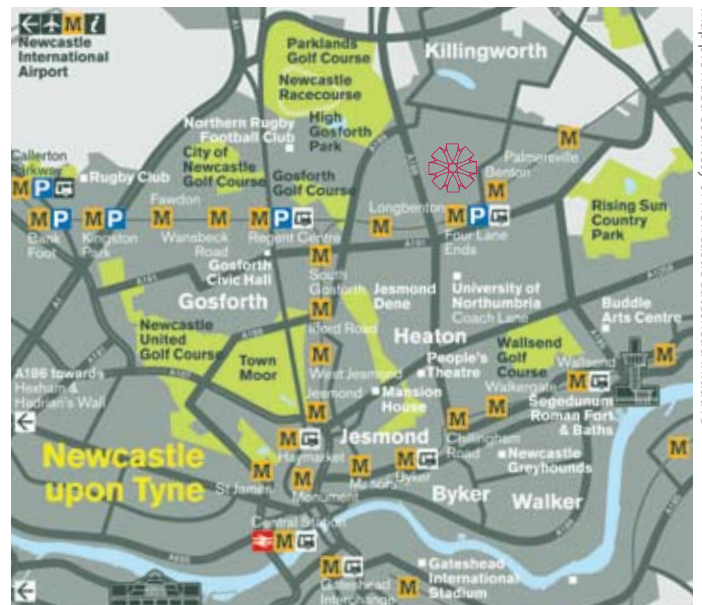 Newcastle
International
Airport
Parklands
Golf Course
Killingworth
Newcastle
Racecourse
Northern Rugby
Football Club
High
Gosforth
Park
Callerton
Parkway
Rugby Club
City of
Newcastle
Golf Course
Gosforth
Golf Course
Palmersville
Benton
Rising Sun
Country
Park
Fawdon
Longbenton
Bank
Foot
Kingston
Park
Wansbeck
Road
Regent Centre
Four Lane
Ends
Gosforth
Civic Hall
South
Gosforth
Jesmond
Dene
University of
Northumbria
Coach Lane
Gosforth
Buddle
Arts Centre
Newcastle
United
Golf Course
Ilford Road
Heaton
Wallsend
Golf
Course
Town
Moor
West Jesmond
People's
Theatre
Wallsend
A186 towards
Hexham &
Hadrian's Wall
Jesmond
Mansion
House
Walkergate
Segedunum
Roman Fort
& Baths
Newcastle
upon Tyne
Haymarket
Jesmond
Chillingham
Road
Newcastle
Greyhounds
St James
Monument
Manors
Byker
Byker
Walker
Central Station
Gateshead
Interchange
Gateshead
International
Stadium